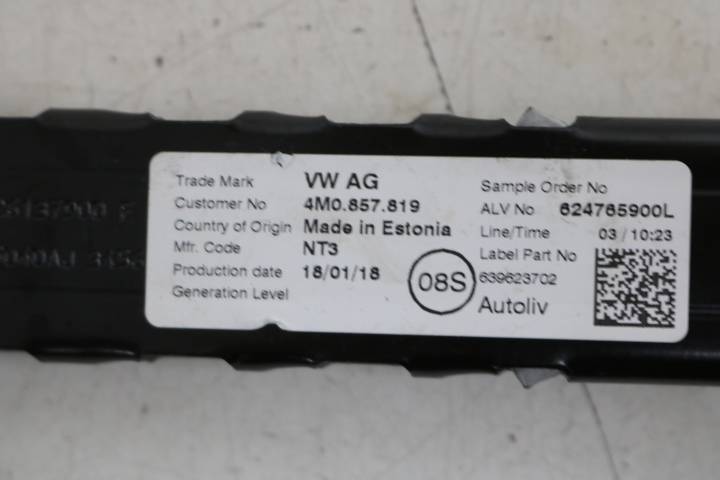 Trade Mark VW AG
Customer No 4M0.857.819
Country of Origin Made in Estonia
Mfr. Code NT3
Production date 18/01/18
Generation Level
08S
Sample Order No
ALV No 624765900L
Line/Time 03 / 10:23
Label Part No
639623702
Autoliv